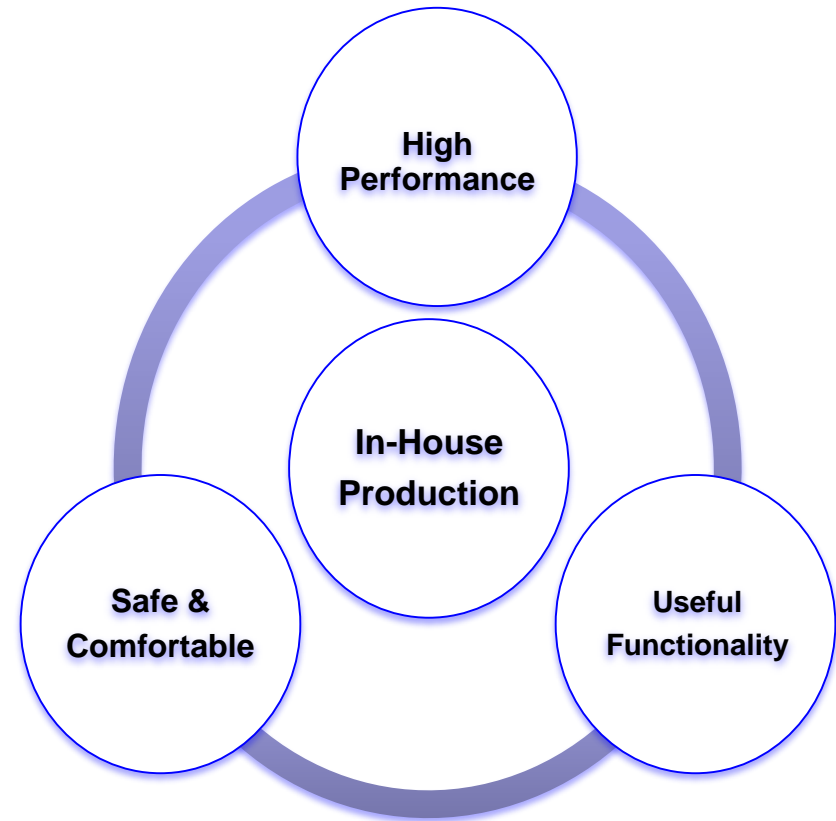 High
Performance
In-House
Production
Safe &
Comfortable
Useful
Functionality